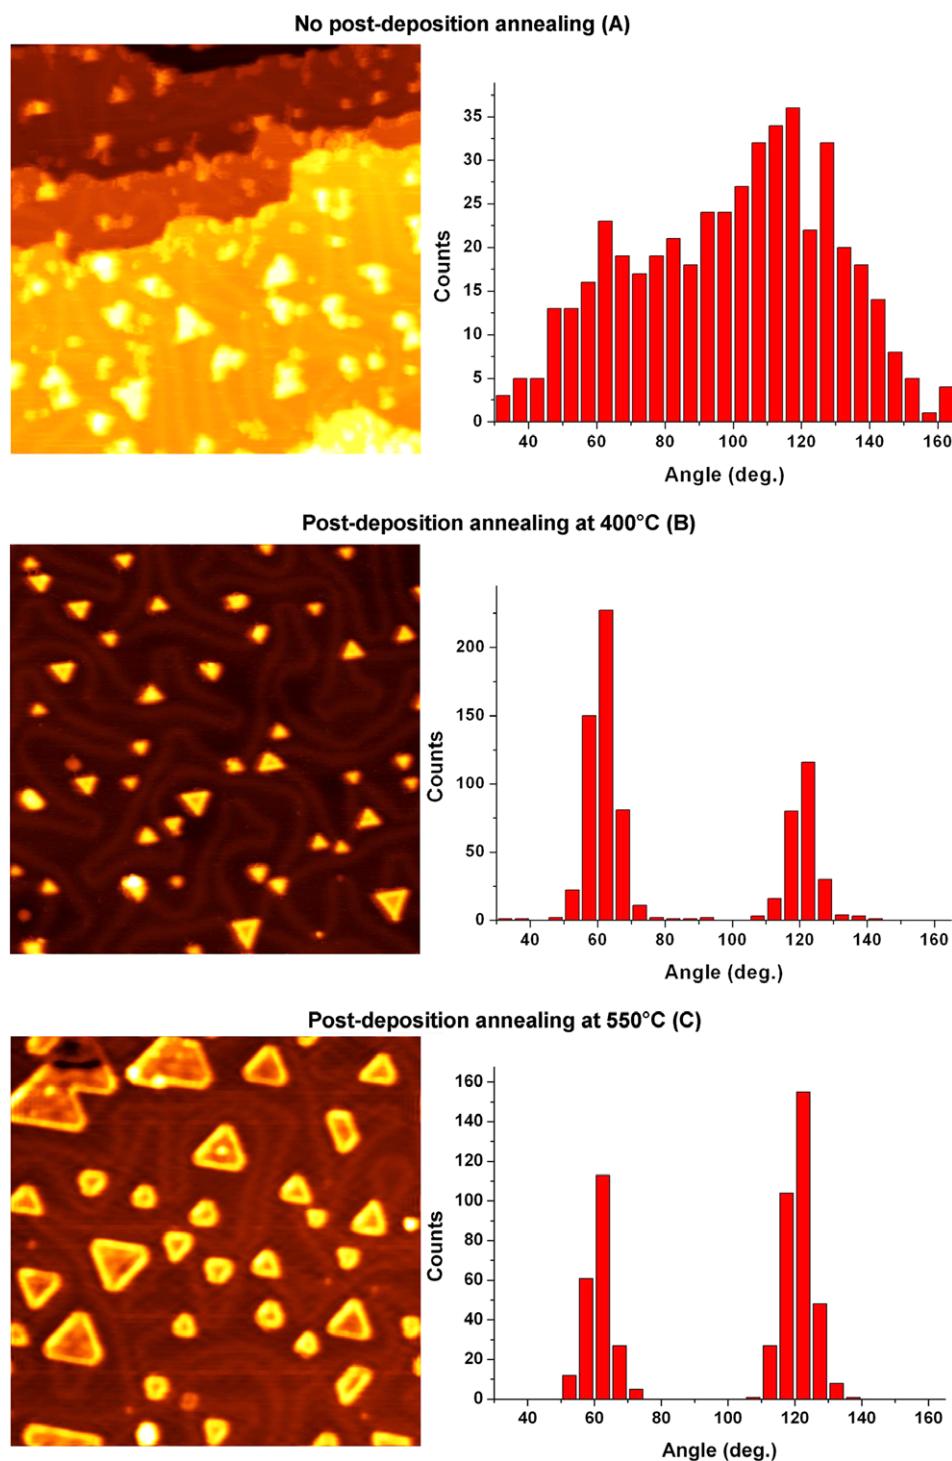 No post-deposition annealing (A)
35
30
25
20
15
10
5
0
Counts
40 60 80 100 120 140 160
Angle (deg.)
Post-deposition annealing at 400°C (B)
200
150
100
50
0
Counts
40 60 80 100 120 140 160
Angle (deg.)
Post-deposition annealing at 550°C (C)
160
140
120
100
80
60
40
20
0
Counts
40 60 80 100 120 140 160
Angle (deg.)